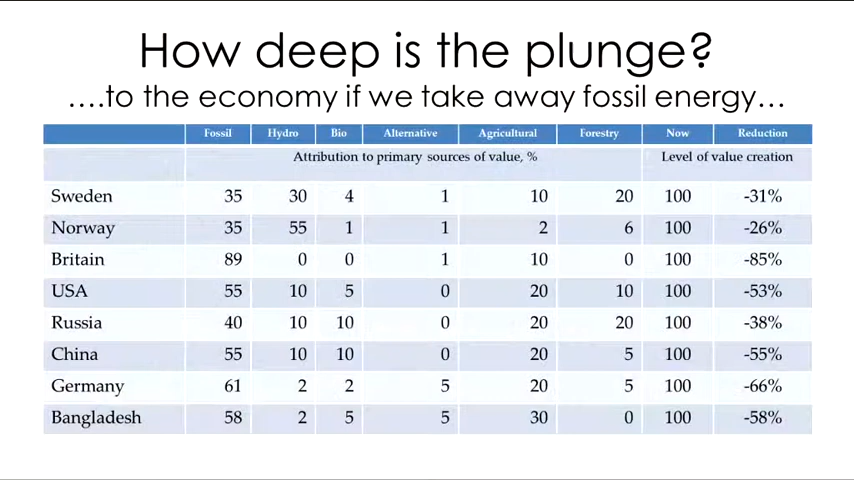 How deep is the plunge?
….to the economy if we take away fossil energy…
Fossil Hydro Bio Alternative Agricultural Forestry Now Reduction
Attribution to primary sources of value, % Level of value creation
Sweden 35 30 4 1 10 20 100 -31%
Norway 35 55 1 1 2 6 100 -26%
Britain 89 0 0 1 10 0 100 -85%
USA 55 10 5 0 20 10 100 -53%
Russia 40 10 10 0 20 20 100 -38%
China 55 10 10 0 20 5 100 -55%
Germany 61 2 2 5 20 5 100 -66%
Bangladesh 58 2 5 5 30 0 100 -58%